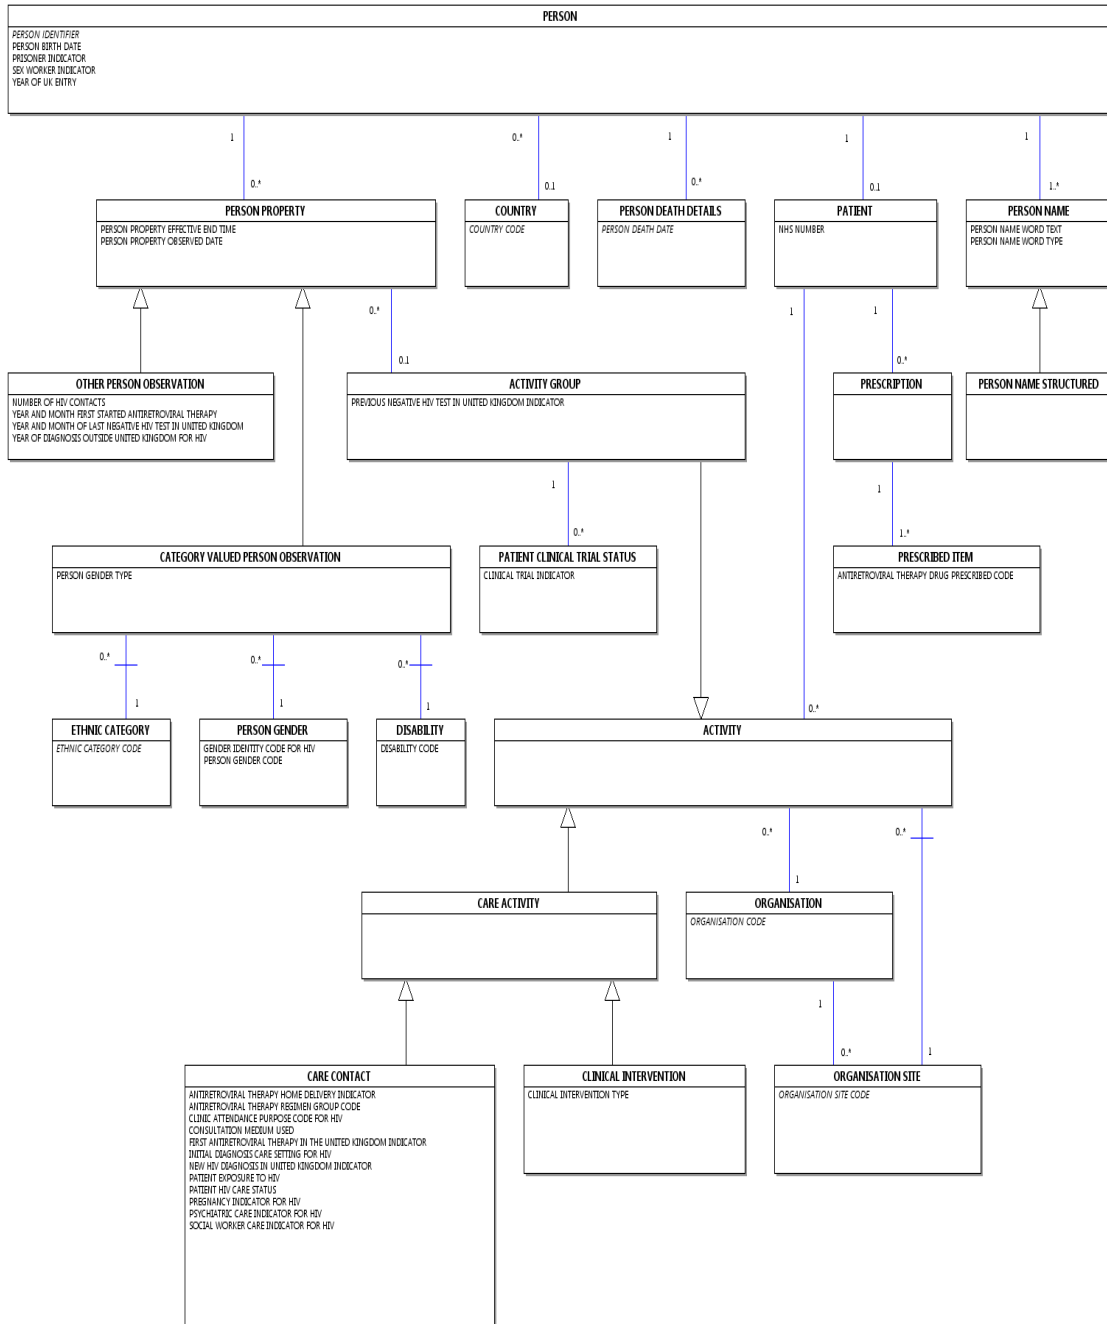 PERSON
PERSON IDENTIFIER
PERSON BIRTH DATE
PRISONER INDICATOR
SEX WORKER INDICATOR
YEAR OF UK ENTRY
1
0..*
1
1
1
0..*
0..1
0..*
0..1
1..*
PERSON PROPERTY
PERSON PROPERTY EFFECTIVE END TIME
PERSON PROPERTY OBSERVED DATE
COUNTRY
COUNTRY CODE
PERSON DEATH DETAILS
PERSON DEATH DATE
PATIENT
NHS NUMBER
PERSON NAME
PERSON NAME WORD TEXT
PERSON NAME WORD TYPE
0..*
1
1
0..1
0..*
OTHER PERSON OBSERVATION
NUMBER OF HIV CONTACTS
YEAR AND MONTH FIRST STARTED ANTIRETROVIRAL THERAPY
YEAR AND MONTH OF LAST NEGATIVE HIV TEST IN UNITED KINGDOM
YEAR OF DIAGNOSIS OUTSIDE UNITED KINGDOM FOR HIV
ACTIVITY GROUP
PREVIOUS NEGATIVE HIV TEST IN UNITED KINGDOM INDICATOR
PRESCRIPTION
PERSON NAME STRUCTURED
1
1
0..*
1..*
CATEGORY VALUED PERSON OBSERVATION
PERSON GENDER TYPE
PATIENT CLINICAL TRIAL STATUS
CLINICAL TRIAL INDICATOR
PRESCRIBED ITEM
ANTIRETROVIRAL THERAPY DRUG PRESCRIBED CODE
0..*
0..*
0..*
1
1
1
0..*
ETHNIC CATEGORY
ETHNIC CATEGORY CODE
PERSON GENDER
GENDER IDENTITY CODE FOR HIV
PERSON GENDER CODE
DISABILITY
DISABILITY CODE
ACTIVITY
0..*
0..*
1
CARE ACTIVITY
ORGANISATION
ORGANISATION CODE
1
0..*
1
CARE CONTACT
ANTIRETROVIRAL THERAPY HOME DELIVERY INDICATOR
ANTIRETROVIRAL THERAPY REGIMEN GROUP CODE
CLINIC ATTENDANCE PURPOSE CODE FOR HIV
CONSULTATION MEDIUM USED
FIRST ANTIRETROVIRAL THERAPY IN THE UNITED KINGDOM INDICATOR
INITIAL DIAGNOSIS CARE SETTING FOR HIV
NEW HIV DIAGNOSIS IN UNITED KINGDOM INDICATOR
PATIENT EXPOSURE TO HIV
PATIENT HIV CARE STATUS
PREGNANCY INDICATOR FOR HIV
PSYCHIATRIC CARE INDICATOR FOR HIV
SOCIAL WORKER CARE INDICATOR FOR HIV
CLINICAL INTERVENTION
CLINICAL INTERVENTION TYPE
ORGANISATION SITE
ORGANISATION SITE CODE